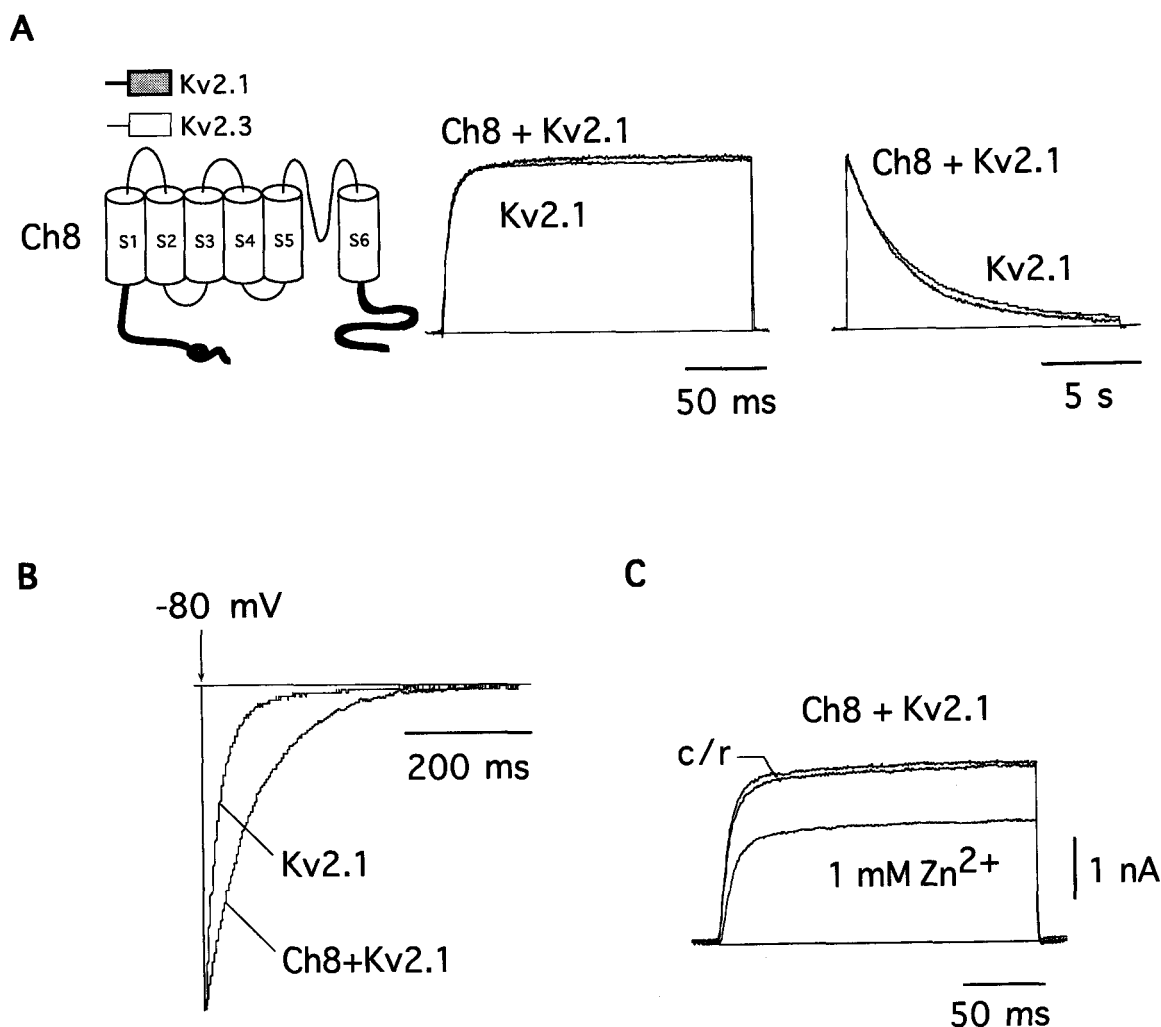 A
Kv2.1
Kv2.3
Ch8
S1 S2 S3 S4 S5 S6
Ch8 + Kv2.1
Kv2.1
50 ms
Ch8 + Kv2.1
Kv2.1
5 s
B
-80 mV
200 ms
Kv2.1
Ch8+Kv2.1
C
Ch8 + Kv2.1
c/r
1 mM Zn2+
1 nA
50 ms